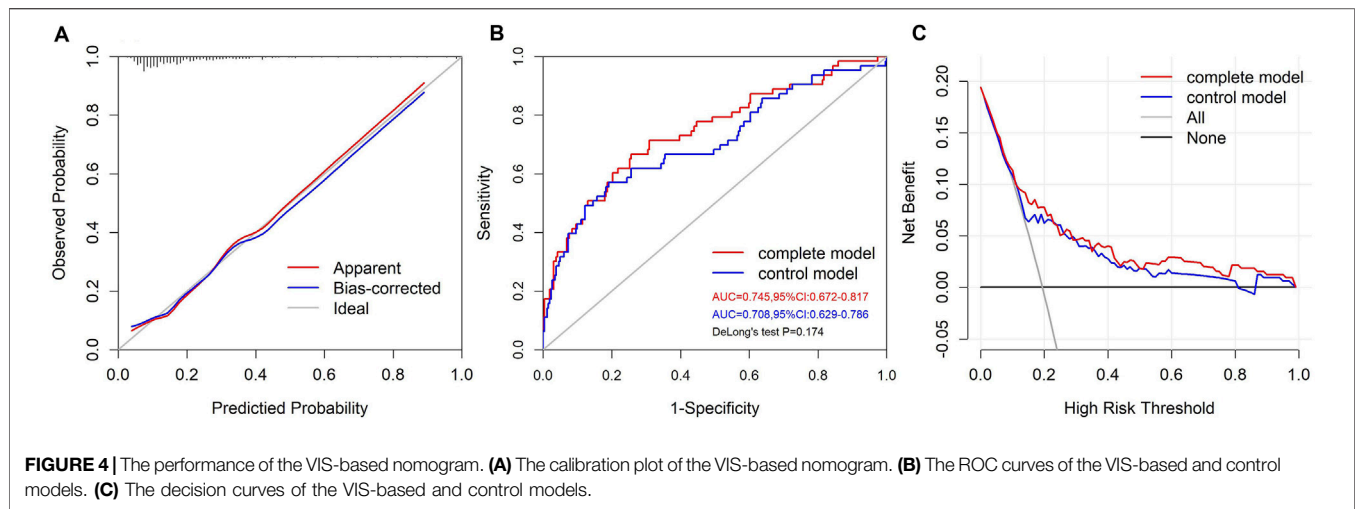 A
1.0
0.8
0.6
0.4
0.2
0.0
Observed Probability
Apparent
Bias-corrected
Ideal
0.0 0.2 0.4 0.6 0.8 1.0
Predictied Probability
B
1.0
0.8
0.6
0.4
0.2
0.0
Sensitivity
complete model
control model
AUC=0.745,95%CI:0.672-0.817
AUC=0.708,95%CI:0.629-0.786
DeLong's test P=0.174
0.0 0.2 0.4 0.6 0.8 1.0
1-Specificity
C
0.20
0.15
0.10
0.05
0.00
-0.05
Net Benefit
complete model
control model
All
None
0.0 0.2 0.4 0.6 0.8 1.0
High Risk Threshold
FIGURE 4 | The performance of the VIS-based nomogram. (A) The calibration plot of the VIS-based nomogram. (B) The ROC curves of the VIS-based and control
models. (C) The decision curves of the VIS-based and control models.